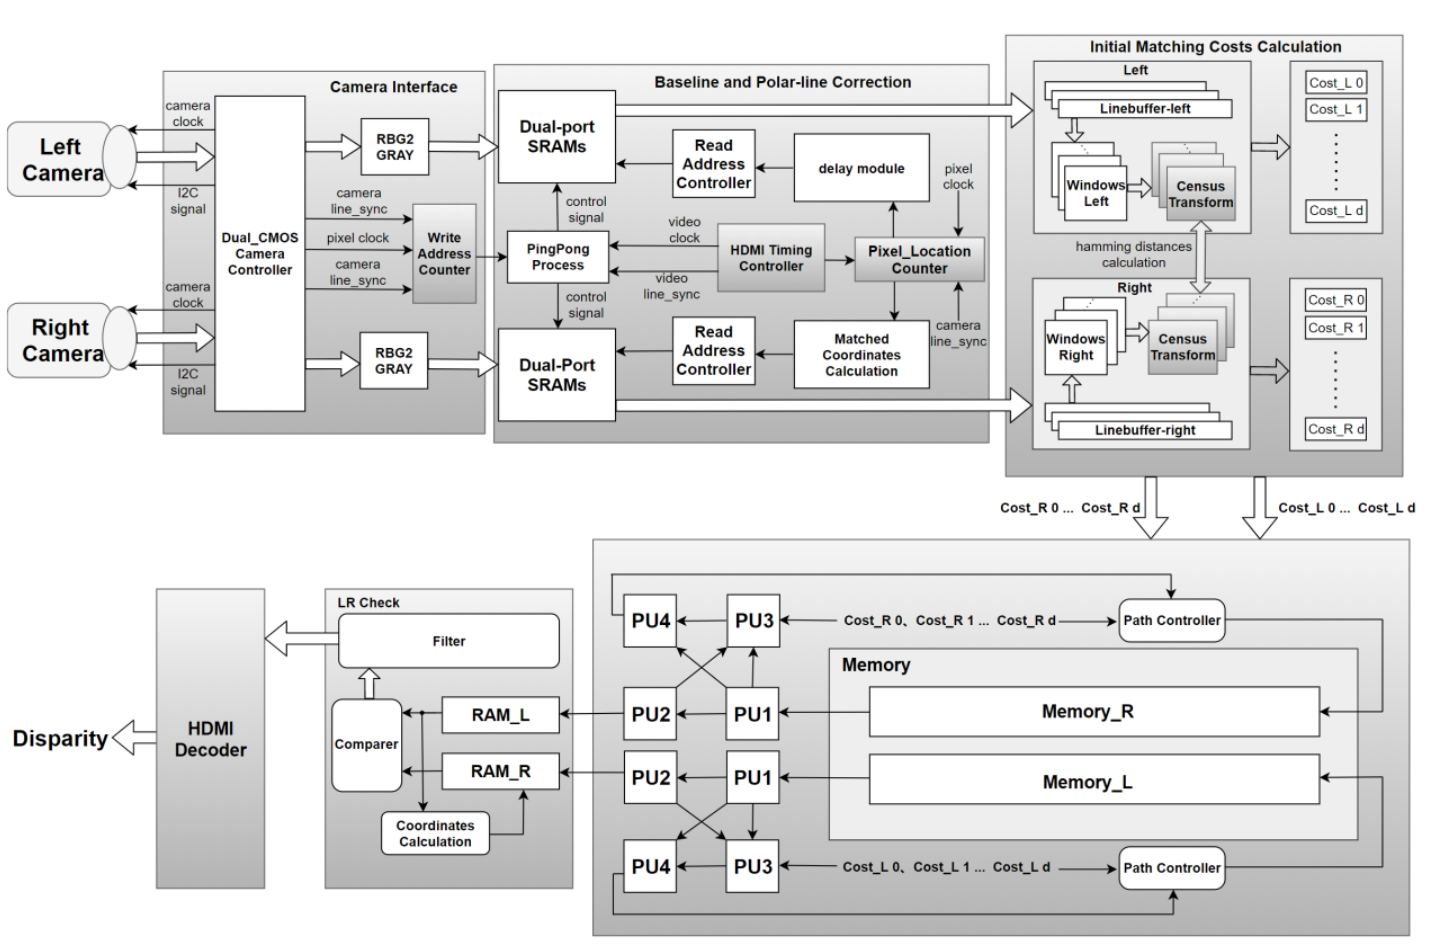 Initial Matching Costs Calculation
Camera Interface
Baseline and Polar-line Correction
Left
Camera
camera
clock
I2C
signal
Right
Camera
camera
clock
I2C
signal
Dual_CMOS
Camera
Controller
RBG2
GRAY
camera
line_sync
pixel clock
camera
line_sync
Write
Address
Counter
RBG2
GRAY
Dual-port
SRAMs
control
signal
PingPong
Process
control
signal
Dual-Port
SRAMs
Read
Address
Controller
delay module
pixel
clock
video
clock
video
line_sync
HDMI Timing
Controller
Pixel_Location
Counter
Read
Address
Controller
Matched
Coordinates
Calculation
camera
line_sync
Left
Linebuffer-left
Windows
Left
Census
Transform
hamming distances
calculation
Right
Windows
Right
Census
Transform
Linebuffer-right
Cost_L 0
Cost_L 1
Cost_L d
Cost_R 0
Cost_R 1
Cost_R d
Cost_R 0 ... Cost_R d
Cost_L 0 ... Cost_L d
PU4
PU3
Cost_R 0、Cost_R 1 ... Cost_R d
Path Controller
Memory
PU2
PU1
Memory_R
PU2
PU1
Memory_L
PU4
PU3
Cost_L 0、Cost_L 1 ... Cost_L d
Path Controller
LR Check
Filter
RAM_L
Comparer
RAM_R
Coordinates
Calculation
HDMI
Decoder
Disparity